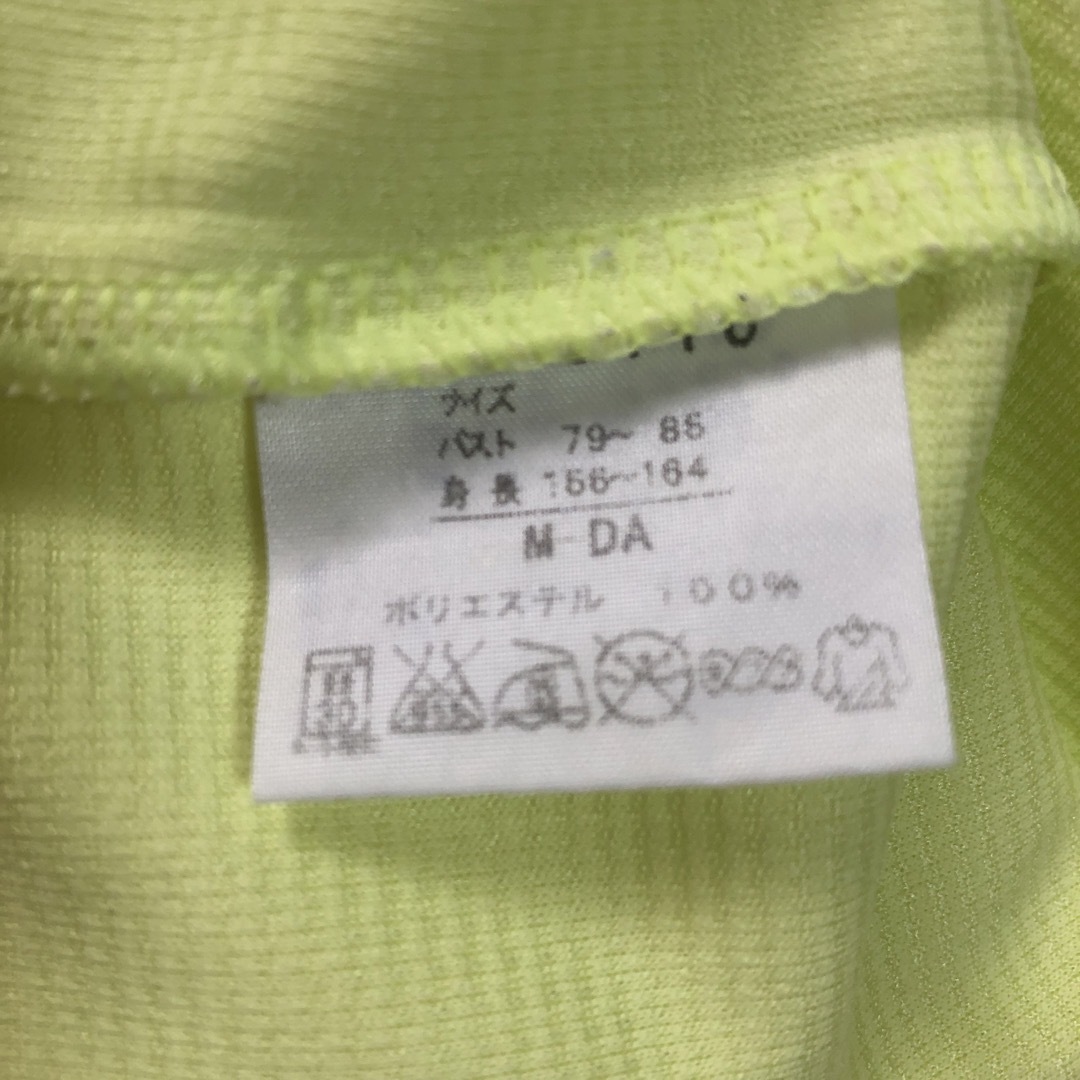 サイズ
バスト 79～86
身長 156～164
M-DA
ポリエステル 100%